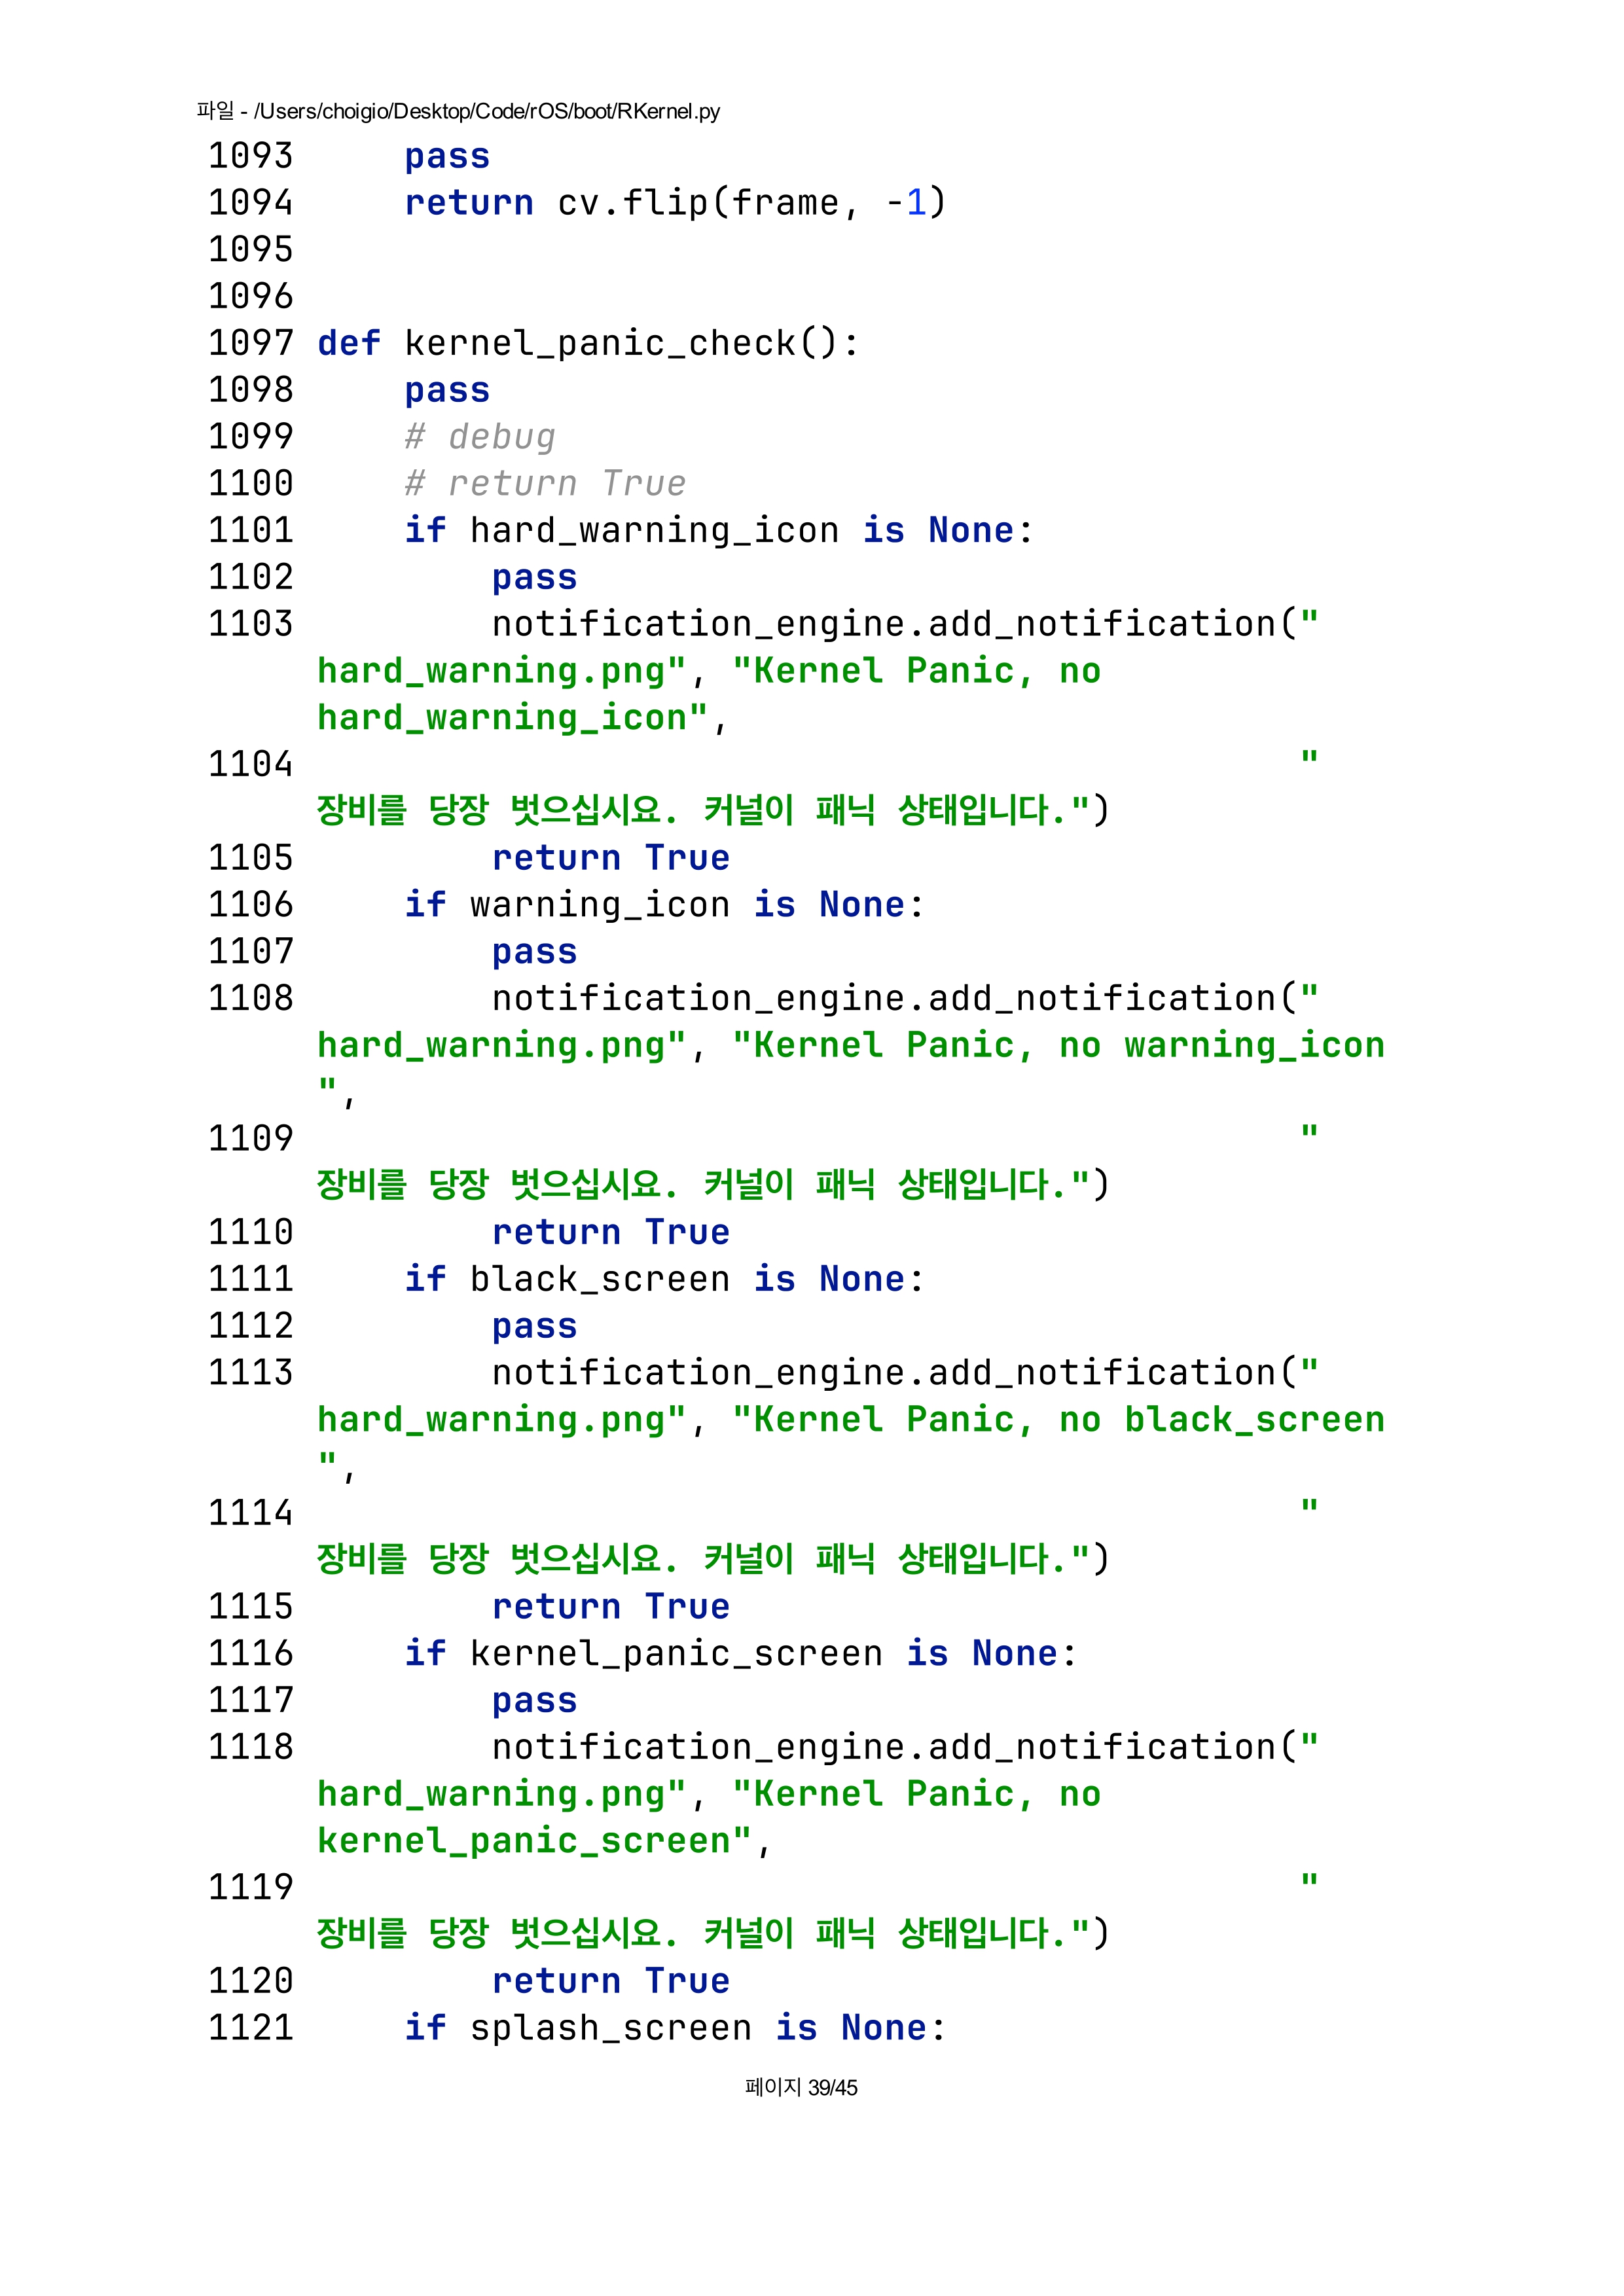 파일 - /Users/choigio/Desktop/Code/rOS/boot/RKernel.py
1093     pass
1094     return cv.flip(frame, -1)
1095
1096
1097 def kernel_panic_check():
1098     pass
1099     # debug
1100     # return True
1101     if hard_warning_icon is None:
1102         pass
1103         notification_engine.add_notification("
hard_warning.png", "Kernel Panic, no
hard_warning_icon",
1104                                              "
장비를 당장 벗으십시요. 커널이 패닉 상태입니다.")
1105         return True
1106     if warning_icon is None:
1107         pass
1108         notification_engine.add_notification("
hard_warning.png", "Kernel Panic, no warning_icon
",
1109                                              "
장비를 당장 벗으십시요. 커널이 패닉 상태입니다.")
1110         return True
1111     if black_screen is None:
1112         pass
1113         notification_engine.add_notification("
hard_warning.png", "Kernel Panic, no black_screen
",
1114                                              "
장비를 당장 벗으십시요. 커널이 패닉 상태입니다.")
1115         return True
1116     if kernel_panic_screen is None:
1117         pass
1118         notification_engine.add_notification("
hard_warning.png", "Kernel Panic, no
kernel_panic_screen",
1119                                              "
장비를 당장 벗으십시요. 커널이 패닉 상태입니다.")
1120         return True
1121     if splash_screen is None:
페이지 39/45